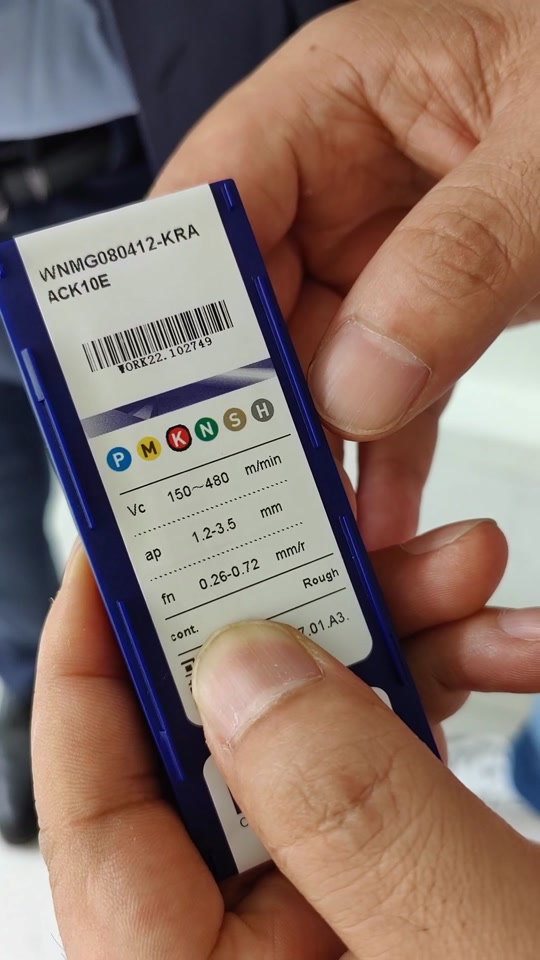 WNMG080412-KRA
ACK10E
WORK22.102749
P M K N S H
Vc 150～480 m/min
ap 1.2-3.5 mm
fn 0.26-0.72 mm/r
cont. Rough
7.01.A3.
C